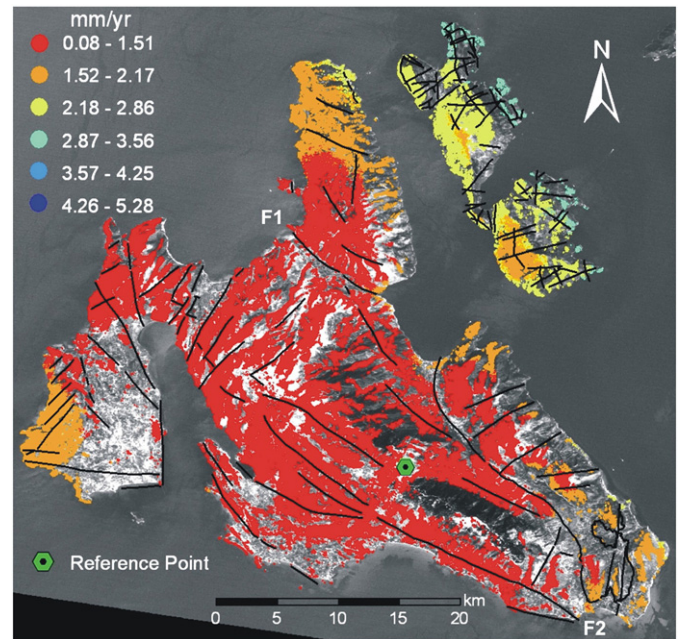 mm/yr
0.08 - 1.51
1.52 - 2.17
2.18 - 2.86
2.87 - 3.56
3.57 - 4.25
4.26 - 5.28
N
F1
Reference Point
km
0 5 10 15 20
F2